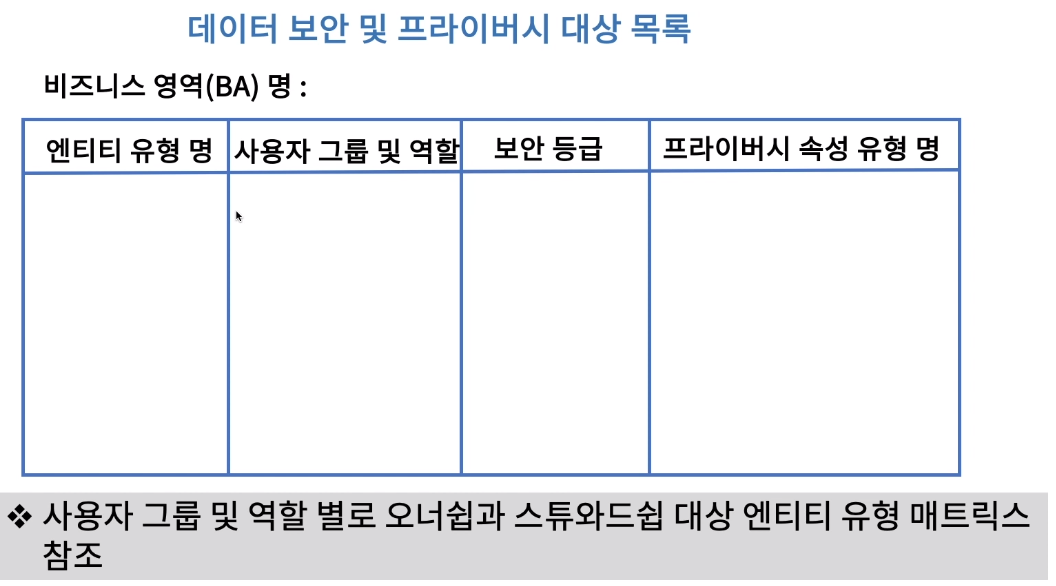 데이터 보안 및 프라이버시 대상 목록
비즈니스 영역(BA) 명 :
엔티티 유형 명 사용자 그룹 및 역할 보안 등급 프라이버시 속성 유형 명
❖ 사용자 그룹 및 역할 별로 오너쉽과 스튜와드쉽 대상 엔티티 유형 매트릭스
참조